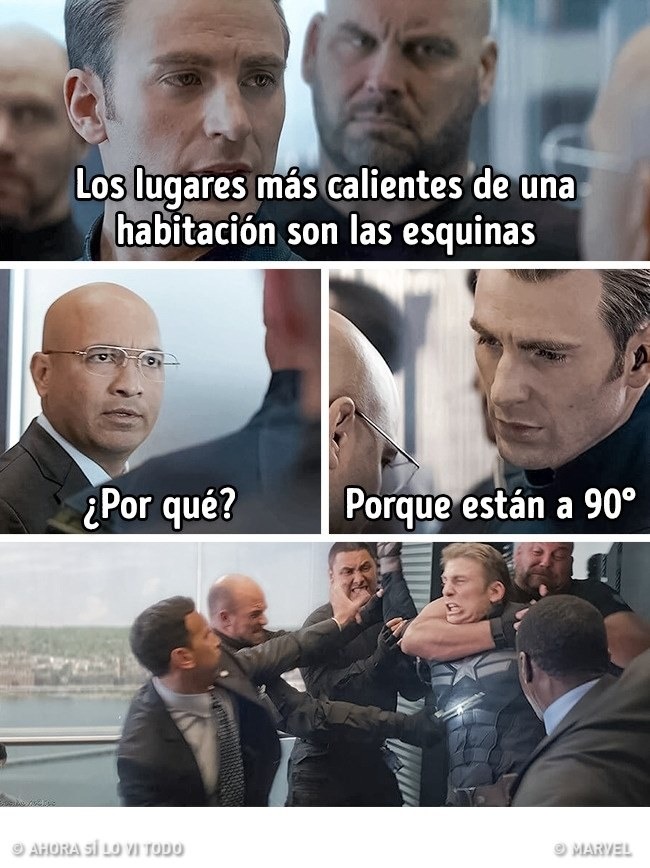 Los lugares más calientes de una
habitación son las esquinas
¿Por qué?
Porque están a 90°
© AHORA SÍ LO VI TODO
© MARVEL